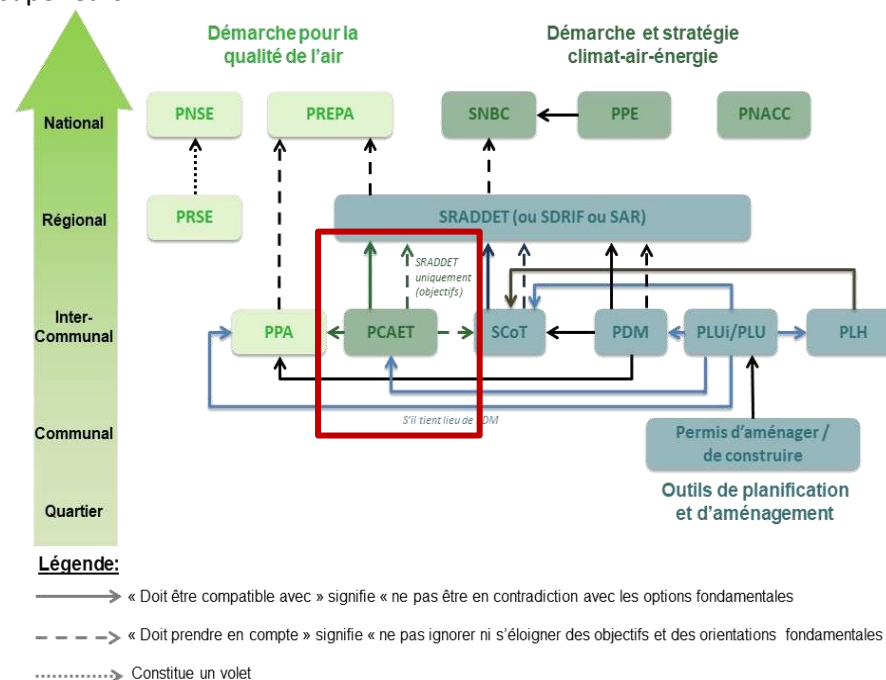 Démarche pour la
qualité de l'air
Démarche et stratégie
climat-air-énergie
National
PNSE
PREPA
SNBC
PPE
PNACC
Régional
PRSE
SRADDET (ou SDRIF ou SAR)
SRADDET
uniquement
(objectifs)
Inter-
Communal
PPA
PCAET
SCoT
PDM
PLUi/PLU
PLH
S'il tient lieu de PDM
Communal
Permis d'aménager /
de construire
Quartier
Outils de planification
et d'aménagement
Légende:
« Doit être compatible avec » signifie « ne pas être en contradiction avec les options fondamentales
« Doit prendre en compte » signifie « ne pas ignorer ni s'éloigner des objectifs et des orientations fondamentales
Constitue un volet